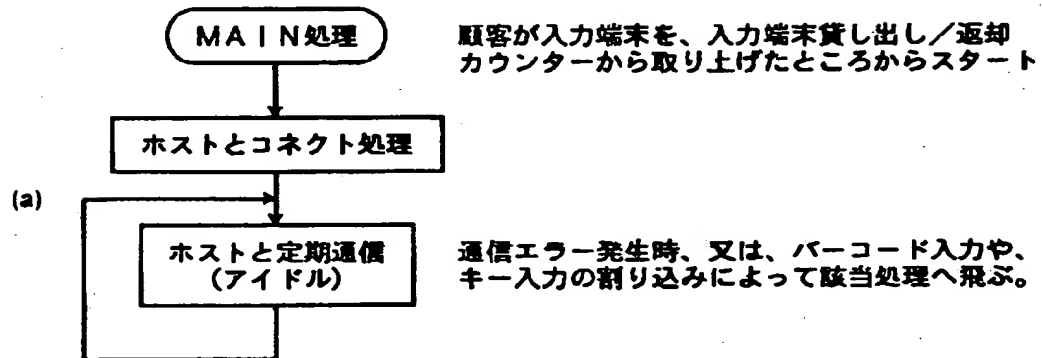 MAIN処理
顧客が入力端末を、入力端末貸し出し／返却
カウンターから取り上げたところからスタート
ホストとコネクト処理
(a)
ホストと定期通信
(アイドル)
通信エラー発生時、又は、バーコード入力や、
キー入力の割り込みによって該当処理へ飛ぶ。